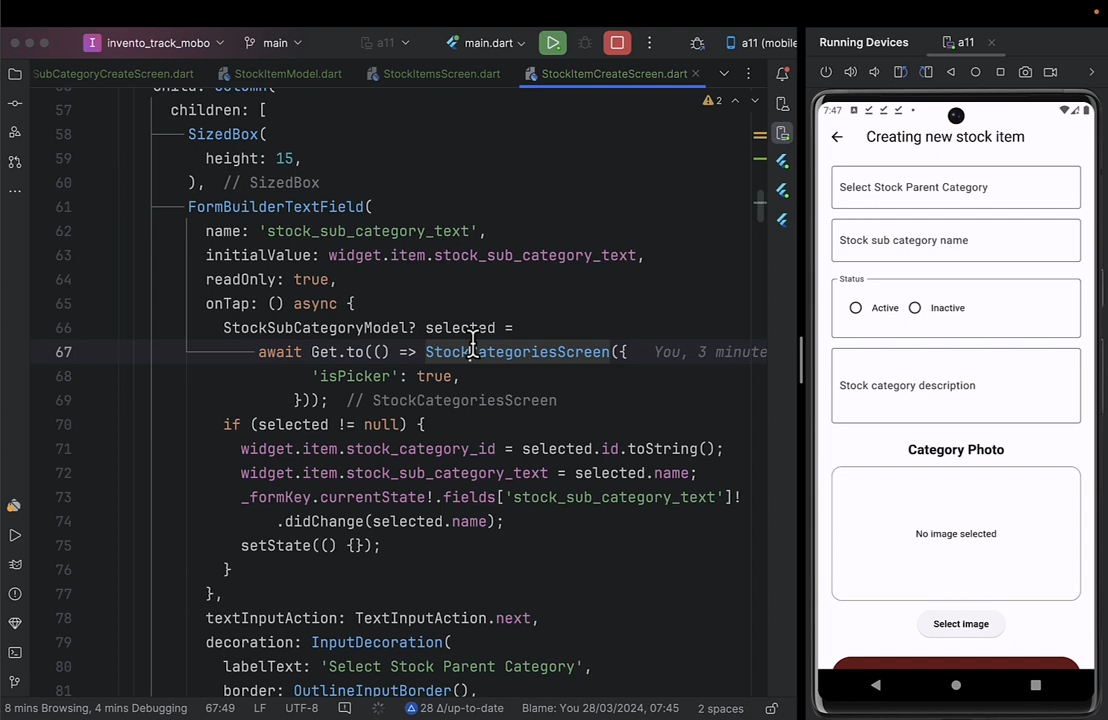 invento_track_mobo
main
a11
main.dart
a11 (mobile
Running Devices
a11
SubCategoryCreateScreen.dart
StockItemModel.dart
StockItemsScreen.dart
StockItemCreateScreen.dart
2
57 children: [
58 SizedBox(
59 height: 15,
60 ), // SizedBox
61 FormBuilderTextField(
62 name: 'stock_sub_category_text',
63 initialValue: widget.item.stock_sub_category_text,
64 readOnly: true,
65 onTap: () async {
66 StockSubCategoryModel? selected =
67 await Get.to(() => StockCategoriesScreen({ You, 3 minute
68 'isPicker': true,
69 })); // StockCategoriesScreen
70 if (selected != null) {
71 widget.item.stock_category_id = selected.id.toString();
72 widget.item.stock_sub_category_text = selected.name;
73 _formKey.currentState!.fields['stock_sub_category_text']!
74 .didChange(selected.name);
75 setState(() {});
76 }
77 },
78 textInputAction: TextInputAction.next,
79 decoration: InputDecoration(
80 labelText: 'Select Stock Parent Category',
81 border: OutlineInputBorder(),
8 mins Browsing, 4 mins Debugging
67:49
LF
UTF-8
28 Δ/up-to-date
Blame: You 28/03/2024, 07:45
2 spaces
7:47
Creating new stock item
Select Stock Parent Category
Stock sub category name
Status
Active
Inactive
Stock category description
Category Photo
No image selected
Select image